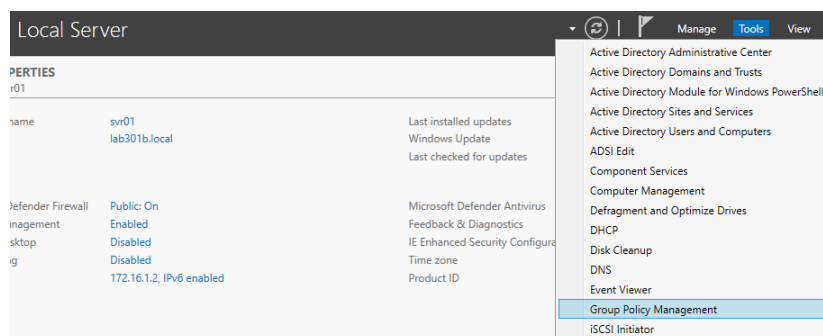 Local Server
Manage Tools View
PERTIES
r01
name svr01
lab301b.local
Last installed updates
Windows Update
Last checked for updates
Defender Firewall Public: On
nagement Enabled
sktop Disabled
ng Disabled
172.16.1.2, IPv6 enabled
Microsoft Defender Antivirus
Feedback & Diagnostics
IE Enhanced Security Configura
Time zone
Product ID
Active Directory Administrative Center
Active Directory Domains and Trusts
Active Directory Module for Windows PowerShell
Active Directory Sites and Services
Active Directory Users and Computers
ADSI Edit
Component Services
Computer Management
Defragment and Optimize Drives
DHCP
Disk Cleanup
DNS
Event Viewer
Group Policy Management
iSCSI Initiator